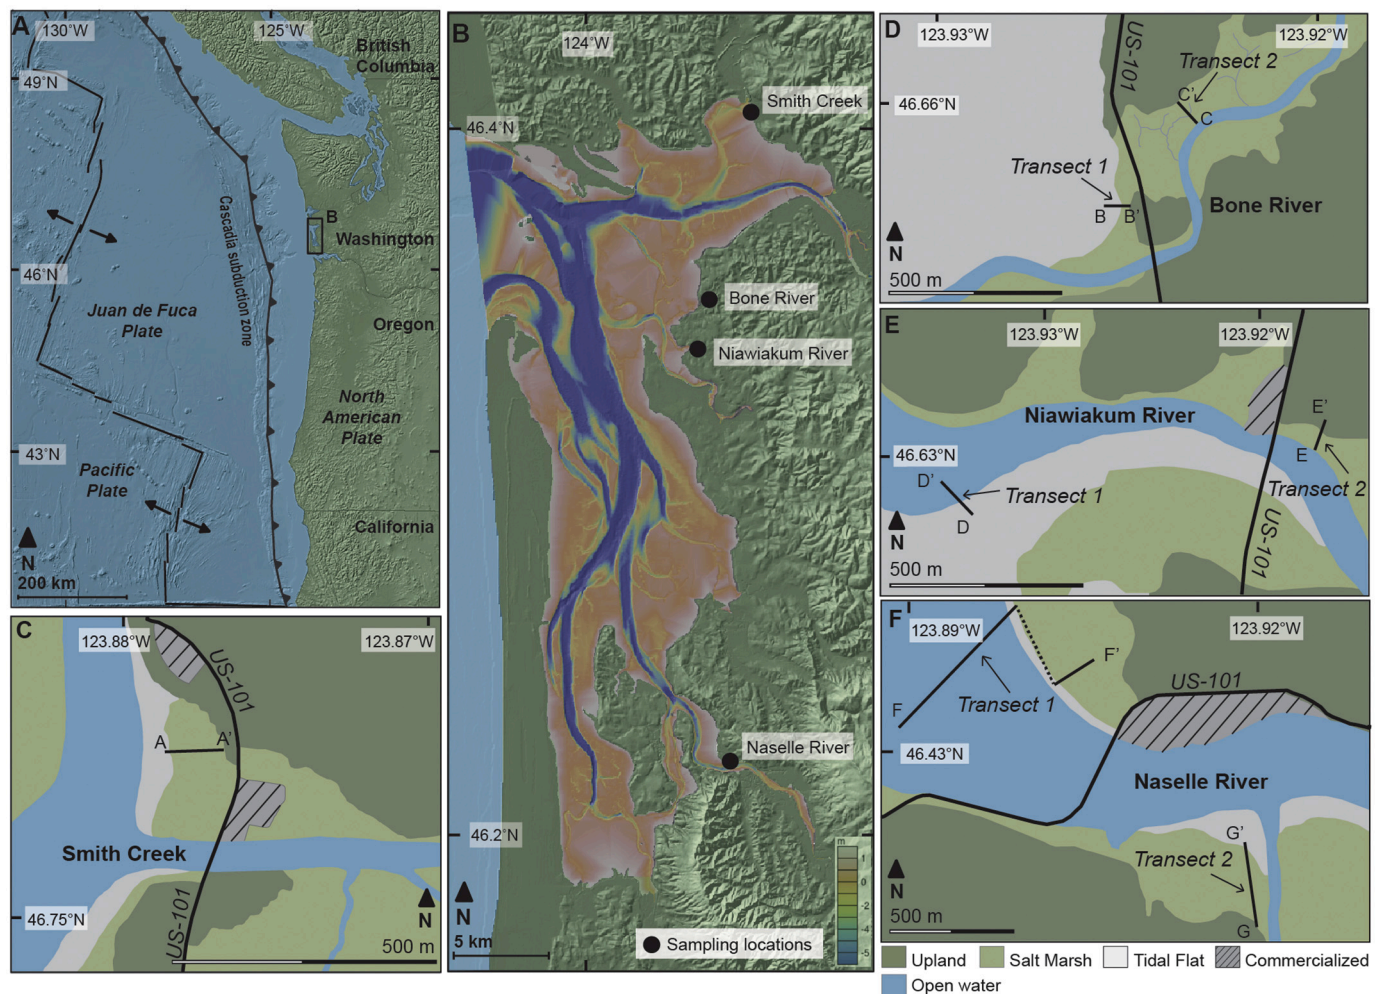 A
130°W
125°W
British
Columbia
49°N
B
Washington
Cascadia subduction zone
46°N
Juan de Fuca
Plate
Oregon
North
American
Plate
43°N
Pacific
Plate
California
N
200 km
B
124°W
Smith Creek
46.4°N
Bone River
Niawiakum River
Naselle River
46.2°N
N
5 km
Sampling locations
m
1
0
-1
-2
-3
-4
-5
C
123.88°W
123.87°W
US-101
A
A'
Smith Creek
46.75°N
US-101
N
500 m
D
123.93°W
123.92°W
US-101
Transect 2
C'
C
46.66°N
Transect 1
B
B'
Bone River
N
500 m
E
123.93°W
123.92°W
Niawiakum River
E'
E
46.63°N
D'
Transect 1
D
Transect 2
US-101
N
500 m
F
123.89°W
123.92°W
F'
US-101
F
Transect 1
46.43°N
Naselle River
G'
Transect 2
G
N
500 m
Upland
Salt Marsh
Tidal Flat
Commercialized
Open water